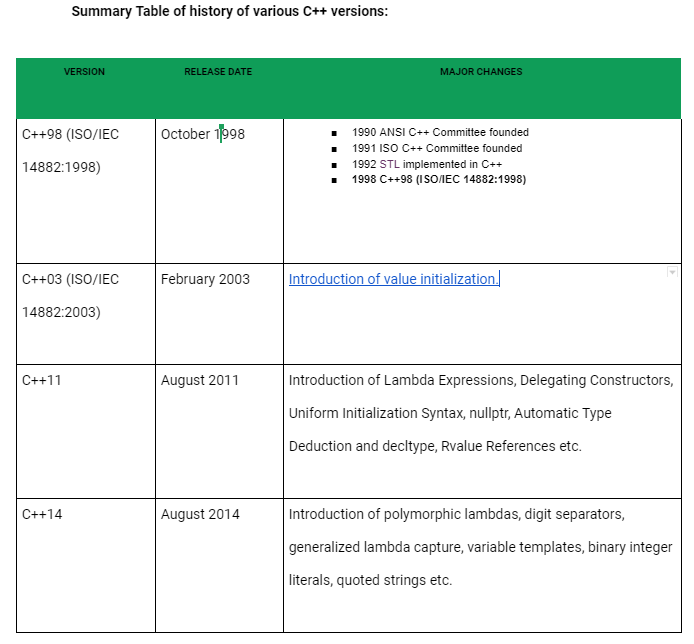 Summary Table of history of various C++ versions:
VERSION RELEASE DATE MAJOR CHANGES
C++98 (ISO/IEC
14882:1998)
October 1998
▪ 1990 ANSI C++ Committee founded
▪ 1991 ISO C++ Committee founded
▪ 1992 STL implemented in C++
▪ 1998 C++98 (ISO/IEC 14882:1998)
C++03 (ISO/IEC
14882:2003)
February 2003
Introduction of value initialization.
C++11
August 2011
Introduction of Lambda Expressions, Delegating Constructors,
Uniform Initialization Syntax, nullptr, Automatic Type
Deduction and decltype, Rvalue References etc.
C++14
August 2014
Introduction of polymorphic lambdas, digit separators,
generalized lambda capture, variable templates, binary integer
literals, quoted strings etc.